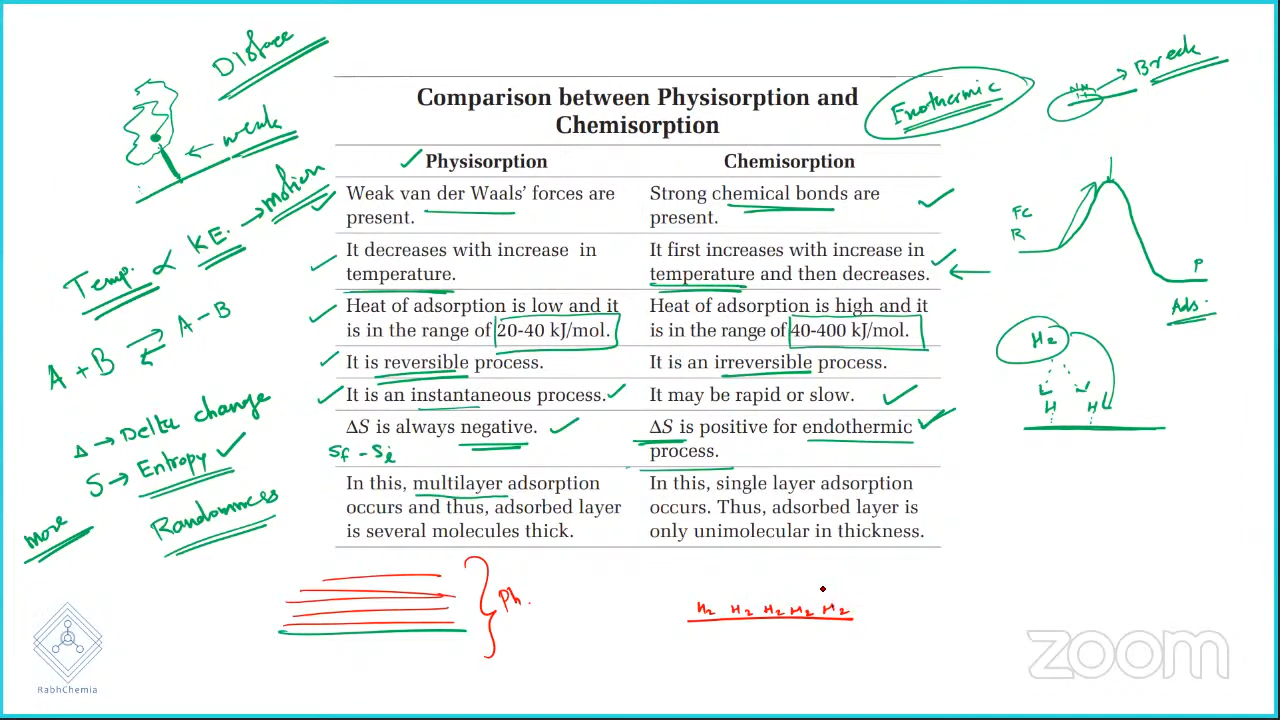 Comparison between Physisorption and
Chemisorption
Physisorption
Chemisorption
Weak van der Waals’ forces are
present.
Strong chemical bonds are
present.
It decreases with increase in
temperature.
It first increases with increase in
temperature and then decreases.
Heat of adsorption is low and it
is in the range of 20-40 kJ/mol.
Heat of adsorption is high and it
is in the range of 40-400 kJ/mol.
It is reversible process.
It is an irreversible process.
It is an instantaneous process.
It may be rapid or slow.
ΔS is always negative.
ΔS is positive for endothermic
process.
Sf - Si
In this, multilayer adsorption
occurs and thus, adsorbed layer
is several molecules thick.
In this, single layer adsorption
occurs. Thus, adsorbed layer is
only unimolecular in thickness.
weak
Temp. ∝ KE. → Motion
A + B ⇌ A - B
Δ → Delta change
S → Entropy
Randomness
more
Exothermic
Break
R
P
Ads.
H2
H H
Ph.
H2 H2 H2 H2 H2
RabhChemia
zoom